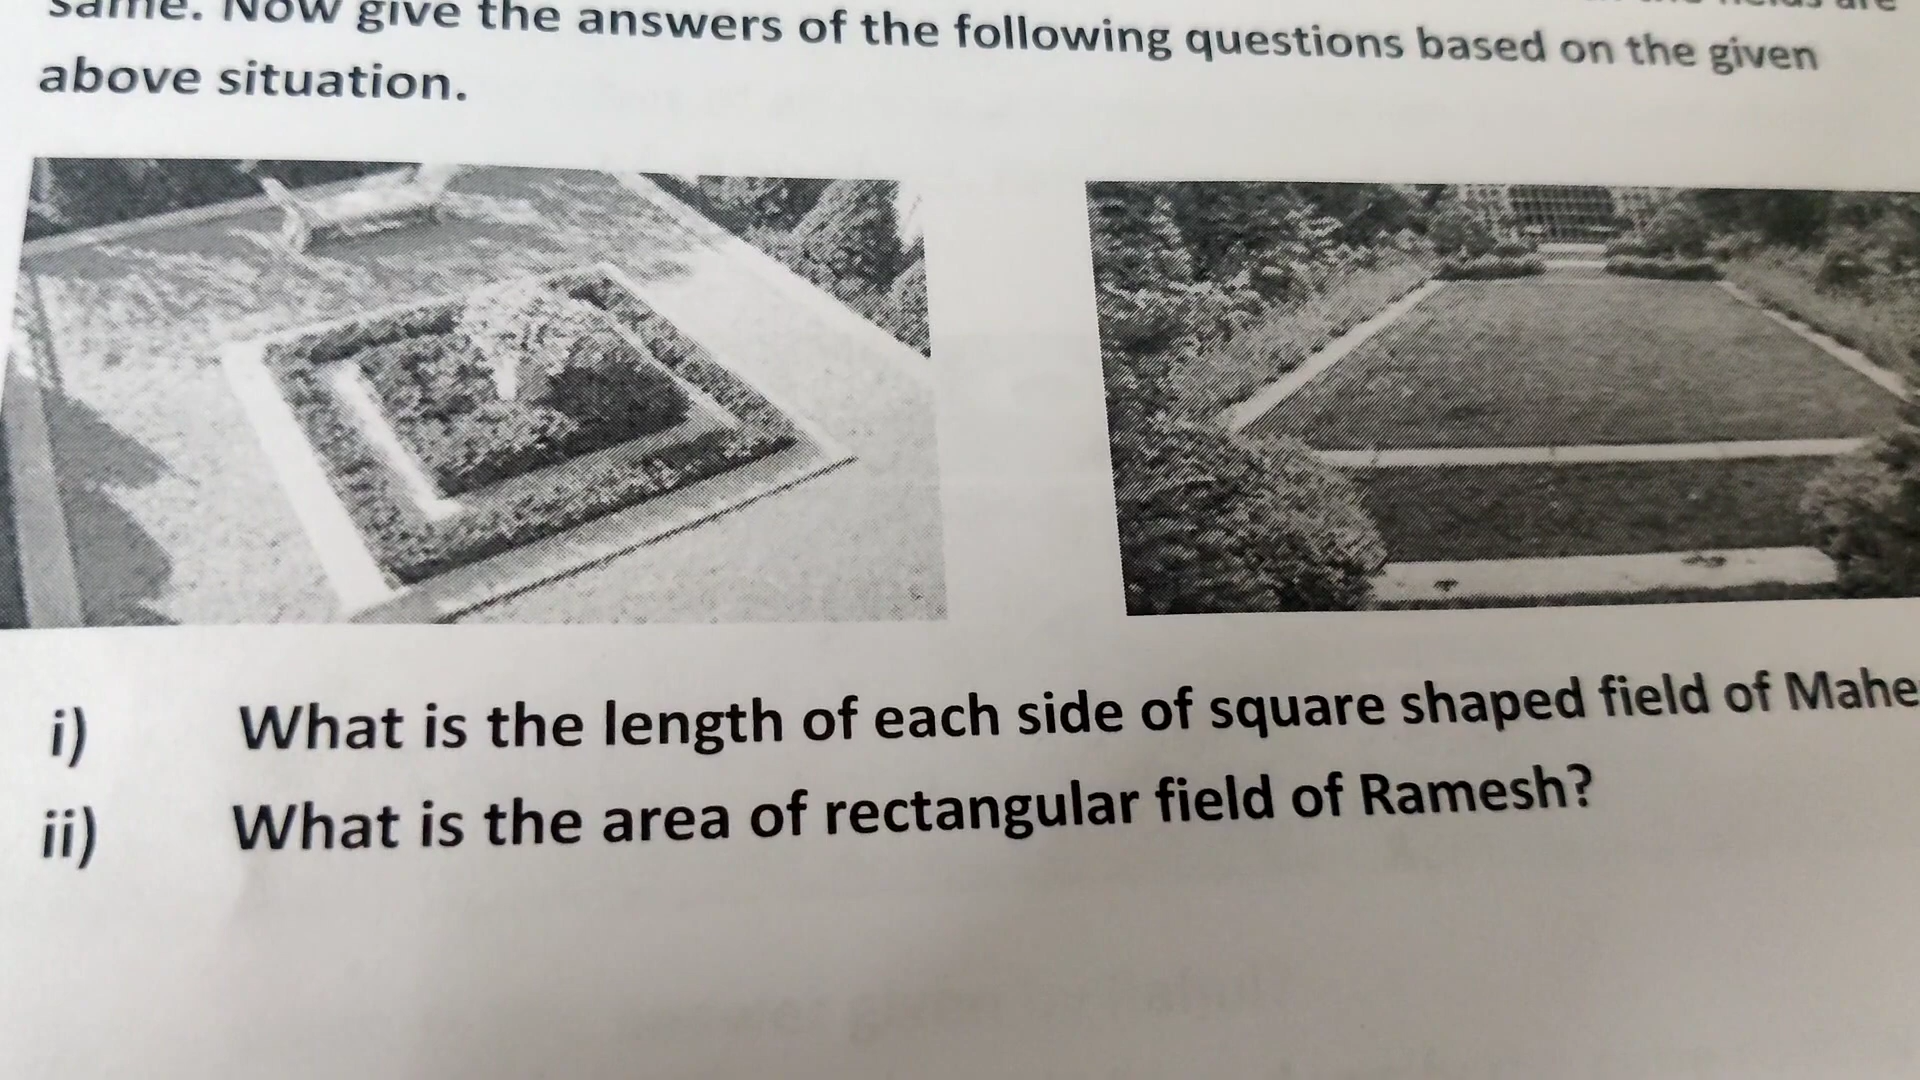 same. Now give the answers of the following questions based on the given
above situation.
i) What is the length of each side of square shaped field of
ii) What is the area of rectangular field of Ramesh?